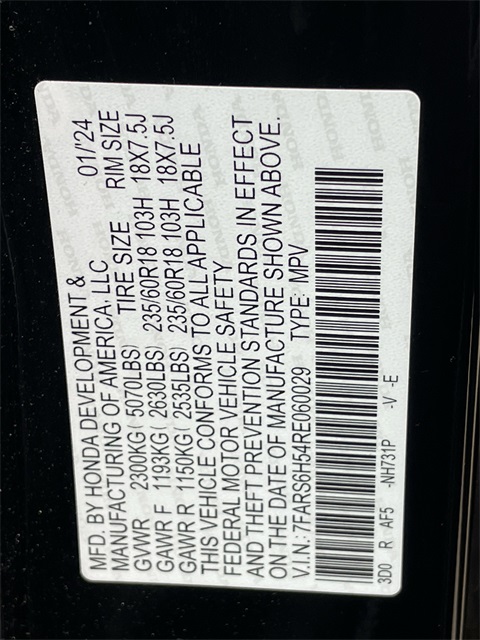 MFD. BY HONDA DEVELOPMENT & 01/'24
MANUFACTURING OF AMERICA, LLC
GVWR 2300KG( 5070LBS) TIRE SIZE RIM SIZE
GAWR F 1193KG( 2630LBS) 235/60R18 103H 18X7.5J
GAWR R 1150KG( 2535LBS) 235/60R18 103H 18X7.5J
THIS VEHICLE CONFORMS TO ALL APPLICABLE
FEDERAL MOTOR VEHICLE SAFETY
AND THEFT PREVENTION STANDARDS IN EFFECT
ON THE DATE OF MANUFACTURE SHOWN ABOVE.
V.I.N.:7FARS6H54RE060029 TYPE: MPV
3D0 R AF5 -NH731P -V -E